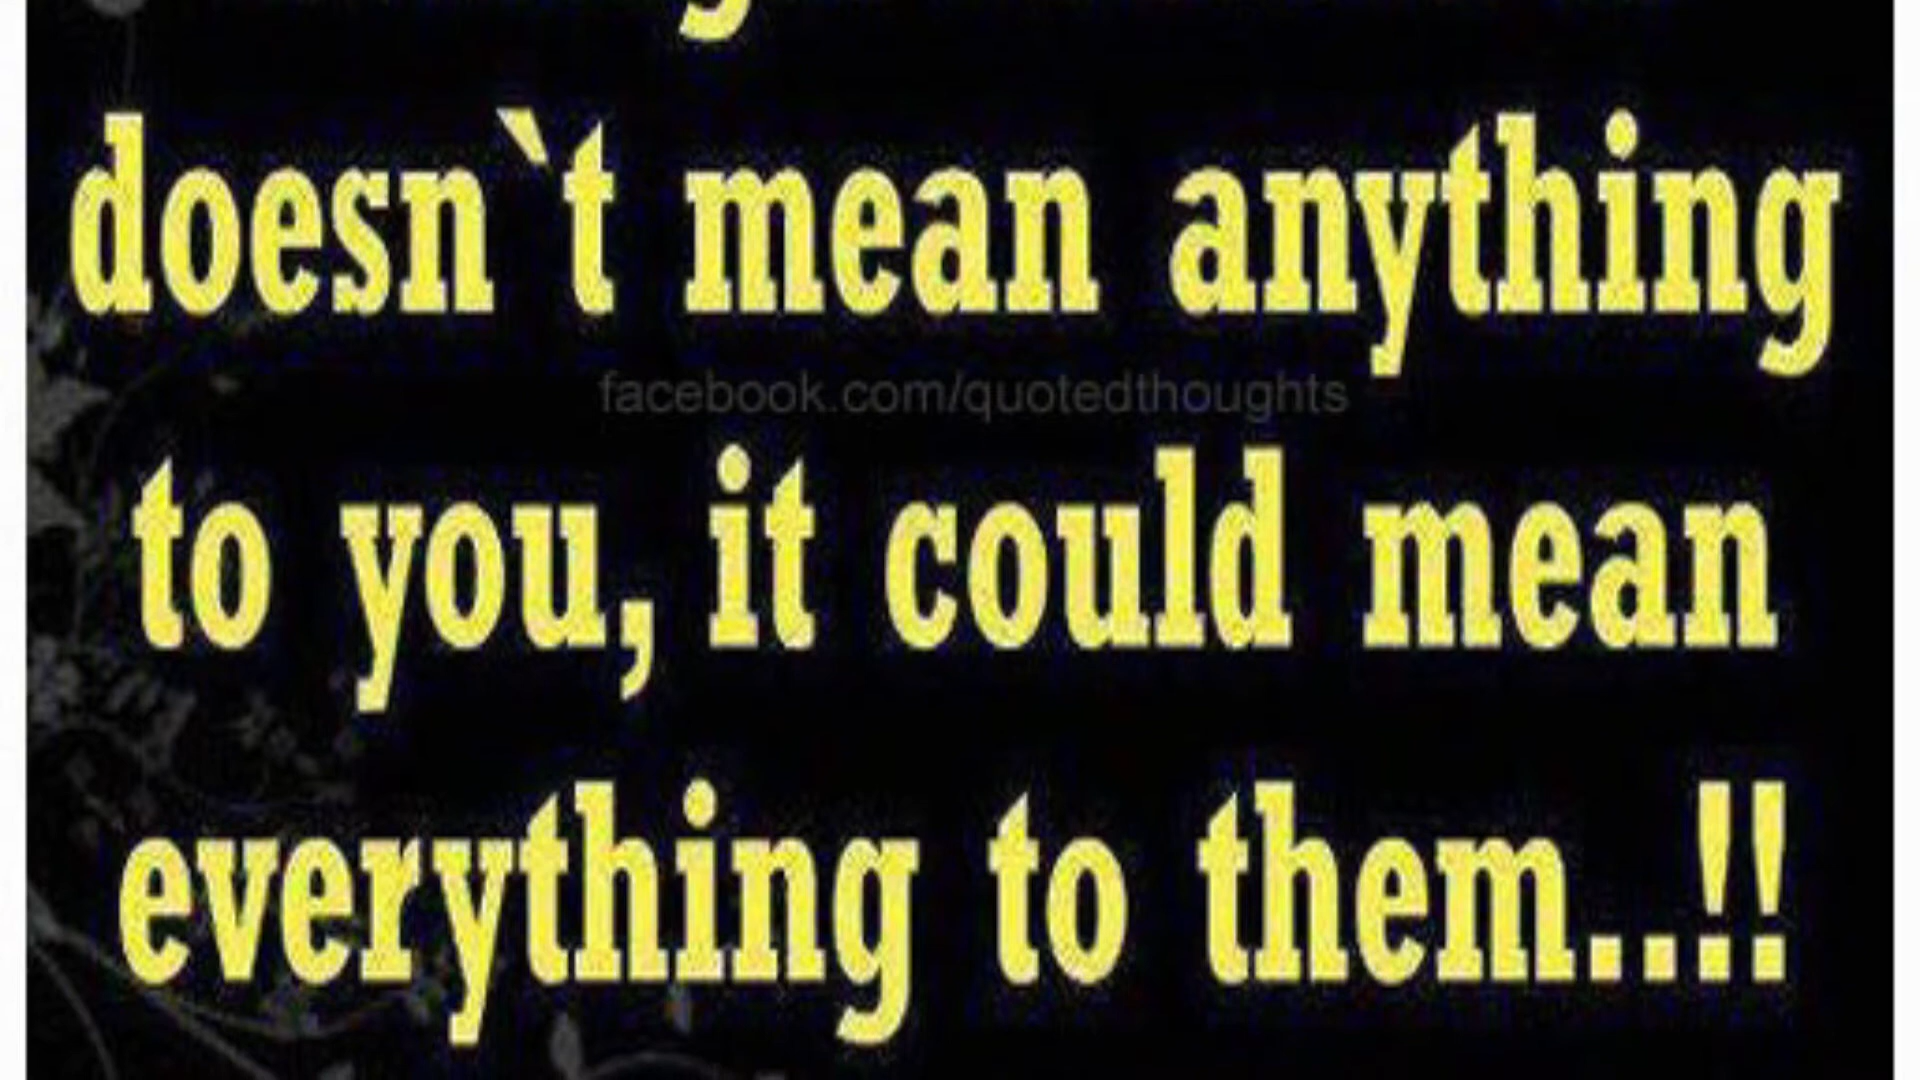 doesn`t mean anything
facebook.com/quotedthoughts
to you, it could mean
everything to them..!!